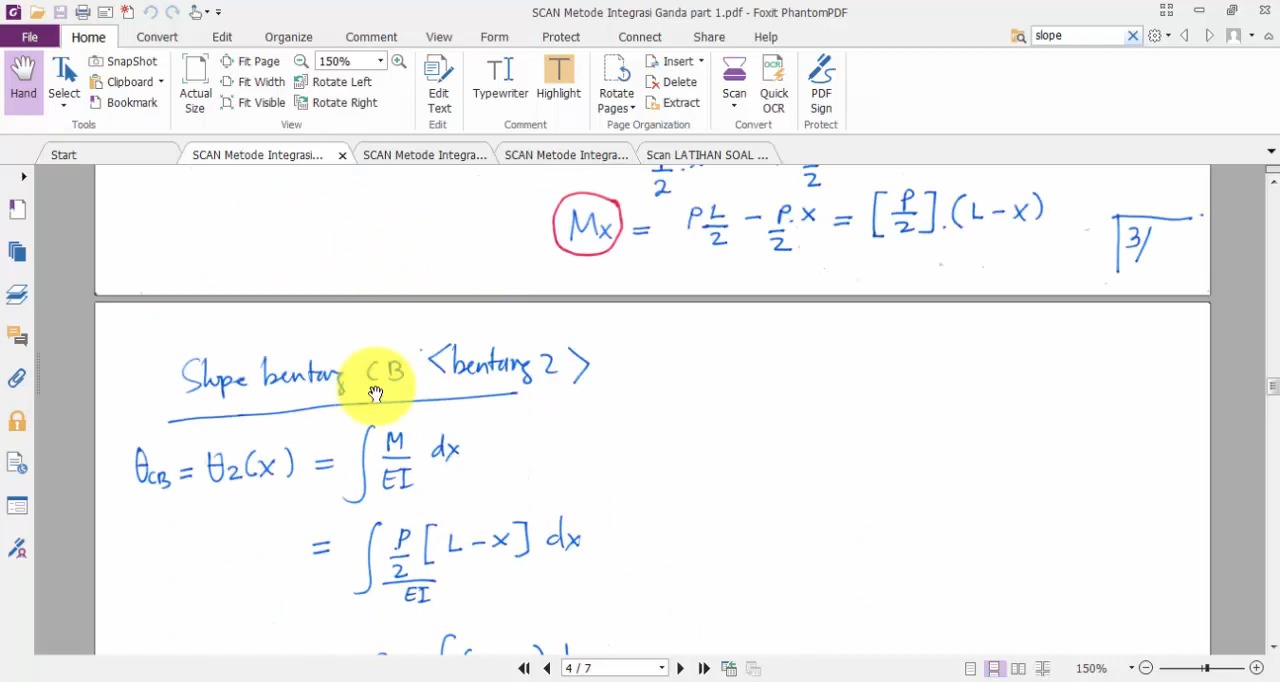 SCAN Metode Integrasi Ganda part 1.pdf - Foxit PhantomPDF
File Home Convert Edit Organize Comment View Form Protect Connect Share Help slope
Hand Select SnapShot Clipboard Bookmark Actual Size Fit Page Fit Width Fit Visible 150% Rotate Left Rotate Right Edit Text Typewriter Highlight Rotate Pages Insert Delete Extract Scan Quick OCR PDF Sign
Tools View Edit Comment Page Organization Convert Protect
Start SCAN Metode Integrasi... SCAN Metode Integra... SCAN Metode Integra... Scan LATIHAN SOAL ...
Mx = PL/2 - P.x/2 = [P/2].(L-x) 3/
Slope bentang CB <bentang 2>
θCB = θ2(x) = ∫ M/EI dx
= ∫ P/2 [L-x]/EI dx
4 / 7 150%